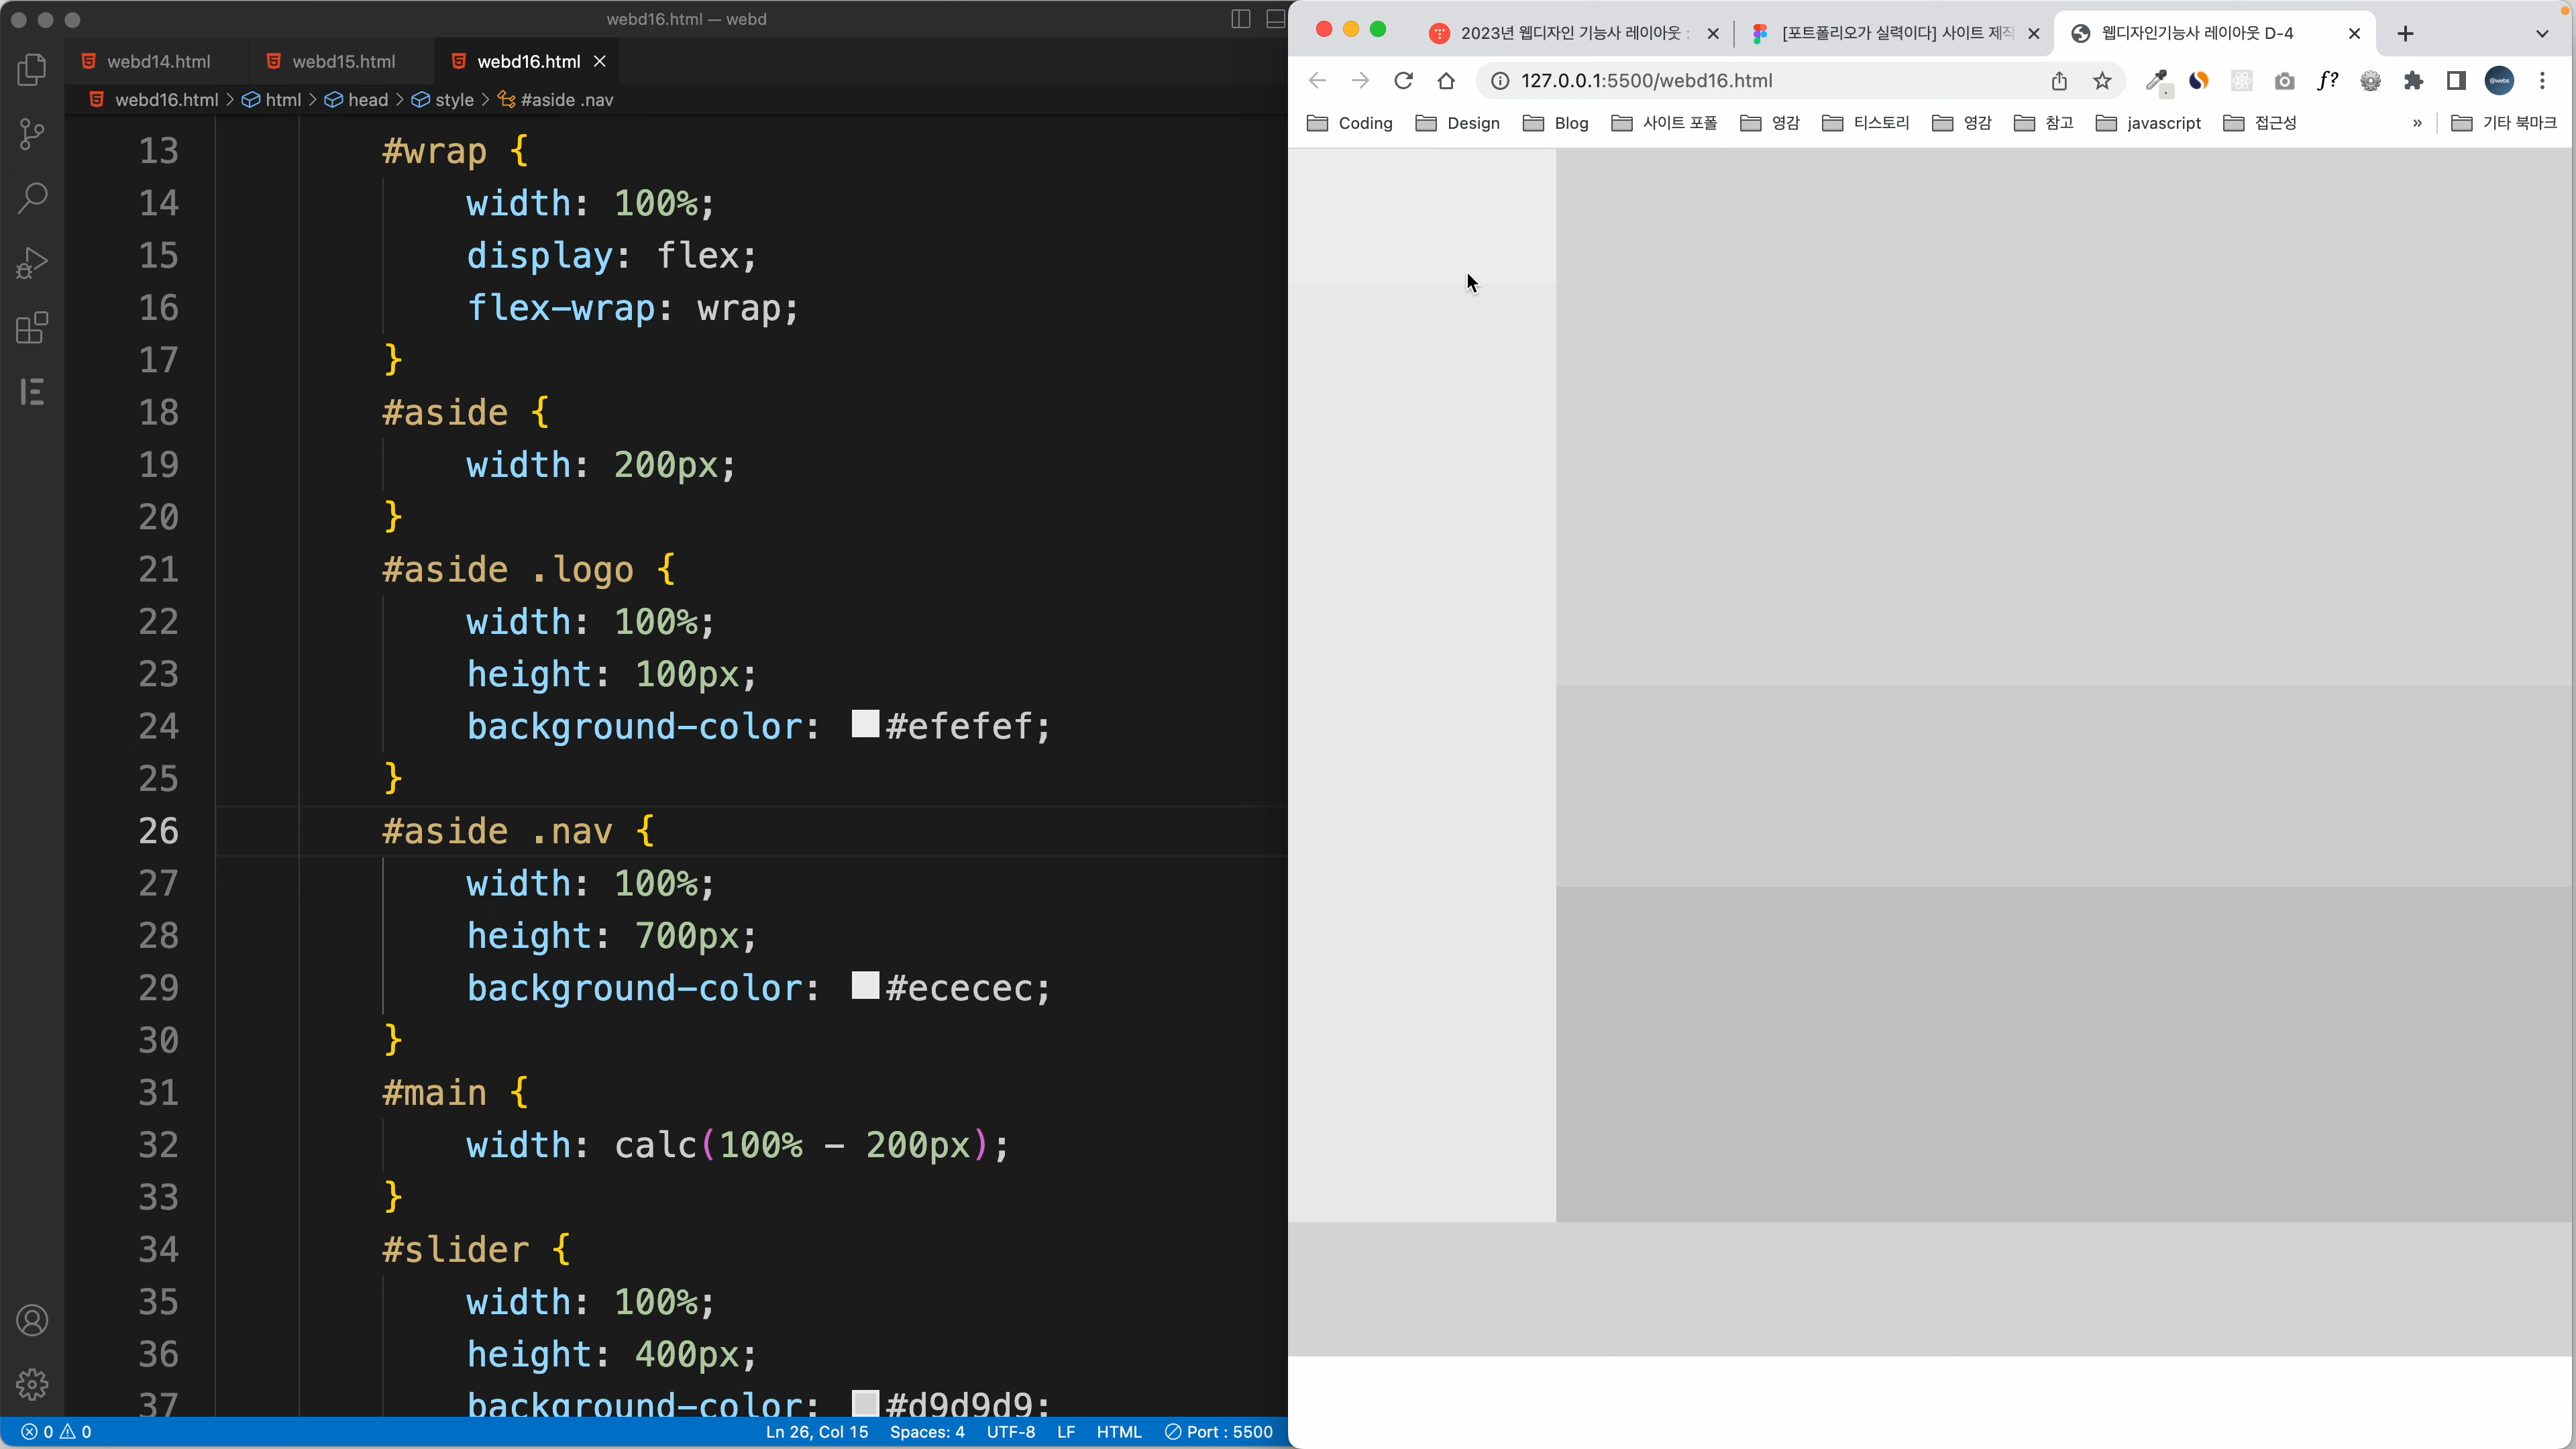 webd16.html — webd
webd14.html
webd15.html
webd16.html
webd16.html > html > head > style > #aside .nav
13 #wrap {
14 width: 100%;
15 display: flex;
16 flex-wrap: wrap;
17 }
18 #aside {
19 width: 200px;
20 }
21 #aside .logo {
22 width: 100%;
23 height: 100px;
24 background-color: #efefef;
25 }
26 #aside .nav {
27 width: 100%;
28 height: 700px;
29 background-color: #ececec;
30 }
31 #main {
32 width: calc(100% - 200px);
33 }
34 #slider {
35 width: 100%;
36 height: 400px;
37 background-color: #d9d9d9;
0 0
Ln 26, Col 15 Spaces: 4 UTF-8 LF HTML Port : 5500
2023년 웹디자인 기능사 레이아웃 :
[포트폴리오가 실력이다] 사이트 제작
웹디자인기능사 레이아웃 D-4
127.0.0.1:5500/webd16.html
f?
Coding Design Blog 사이트 포폴 영감 티스토리 영감 참고 javascript 접근성 » 기타 북마크